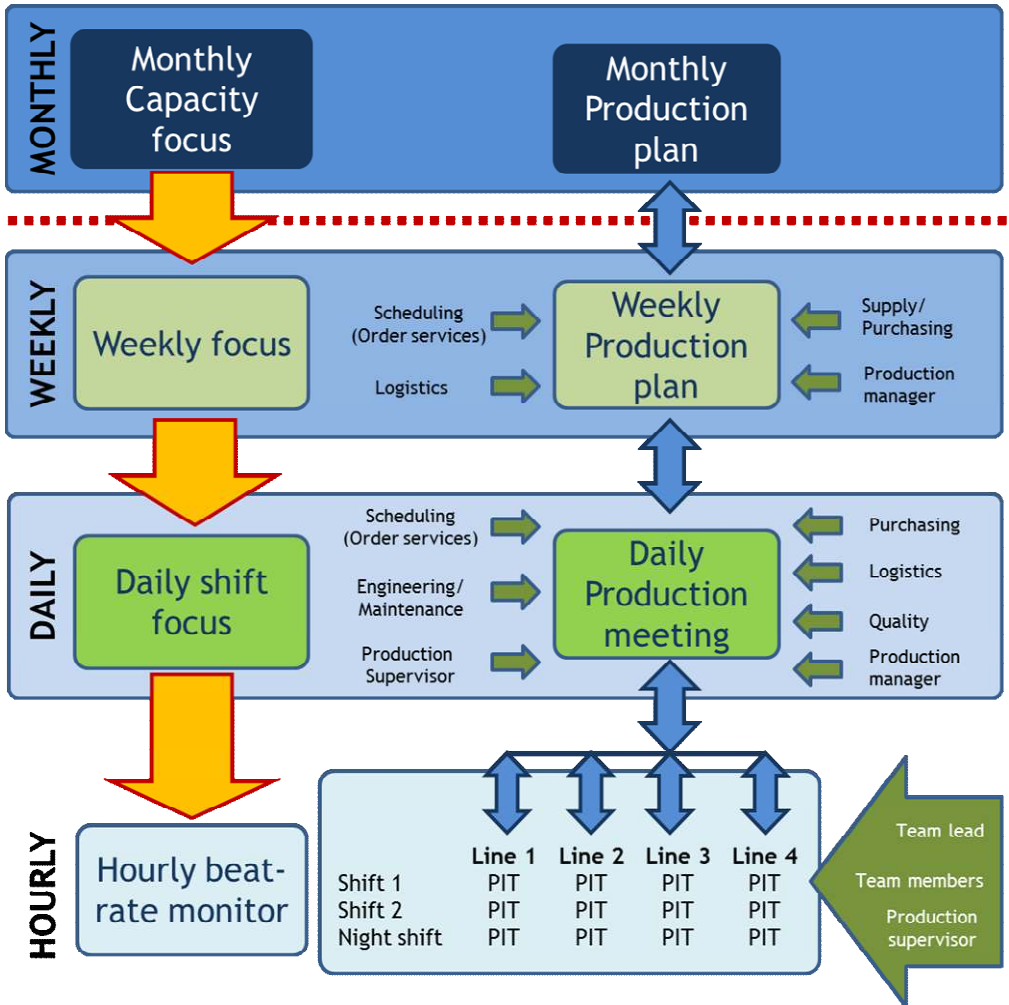 MONTHLY
Monthly
Capacity
focus
Monthly
Production
plan
WEEKLY
Weekly focus
Scheduling
(Order services)
Logistics
Weekly
Production
plan
Supply/
Purchasing
Production
manager
DAILY
Daily shift
focus
Scheduling
(Order services)
Engineering/
Maintenance
Production
Supervisor
Daily
Production
meeting
Purchasing
Logistics
Quality
Production
manager
HOURLY
Hourly beat-
rate monitor
Line 1 Line 2 Line 3 Line 4
Shift 1 PIT PIT PIT PIT
Shift 2 PIT PIT PIT PIT
Night shift PIT PIT PIT PIT
Team lead
Team members
Production
supervisor